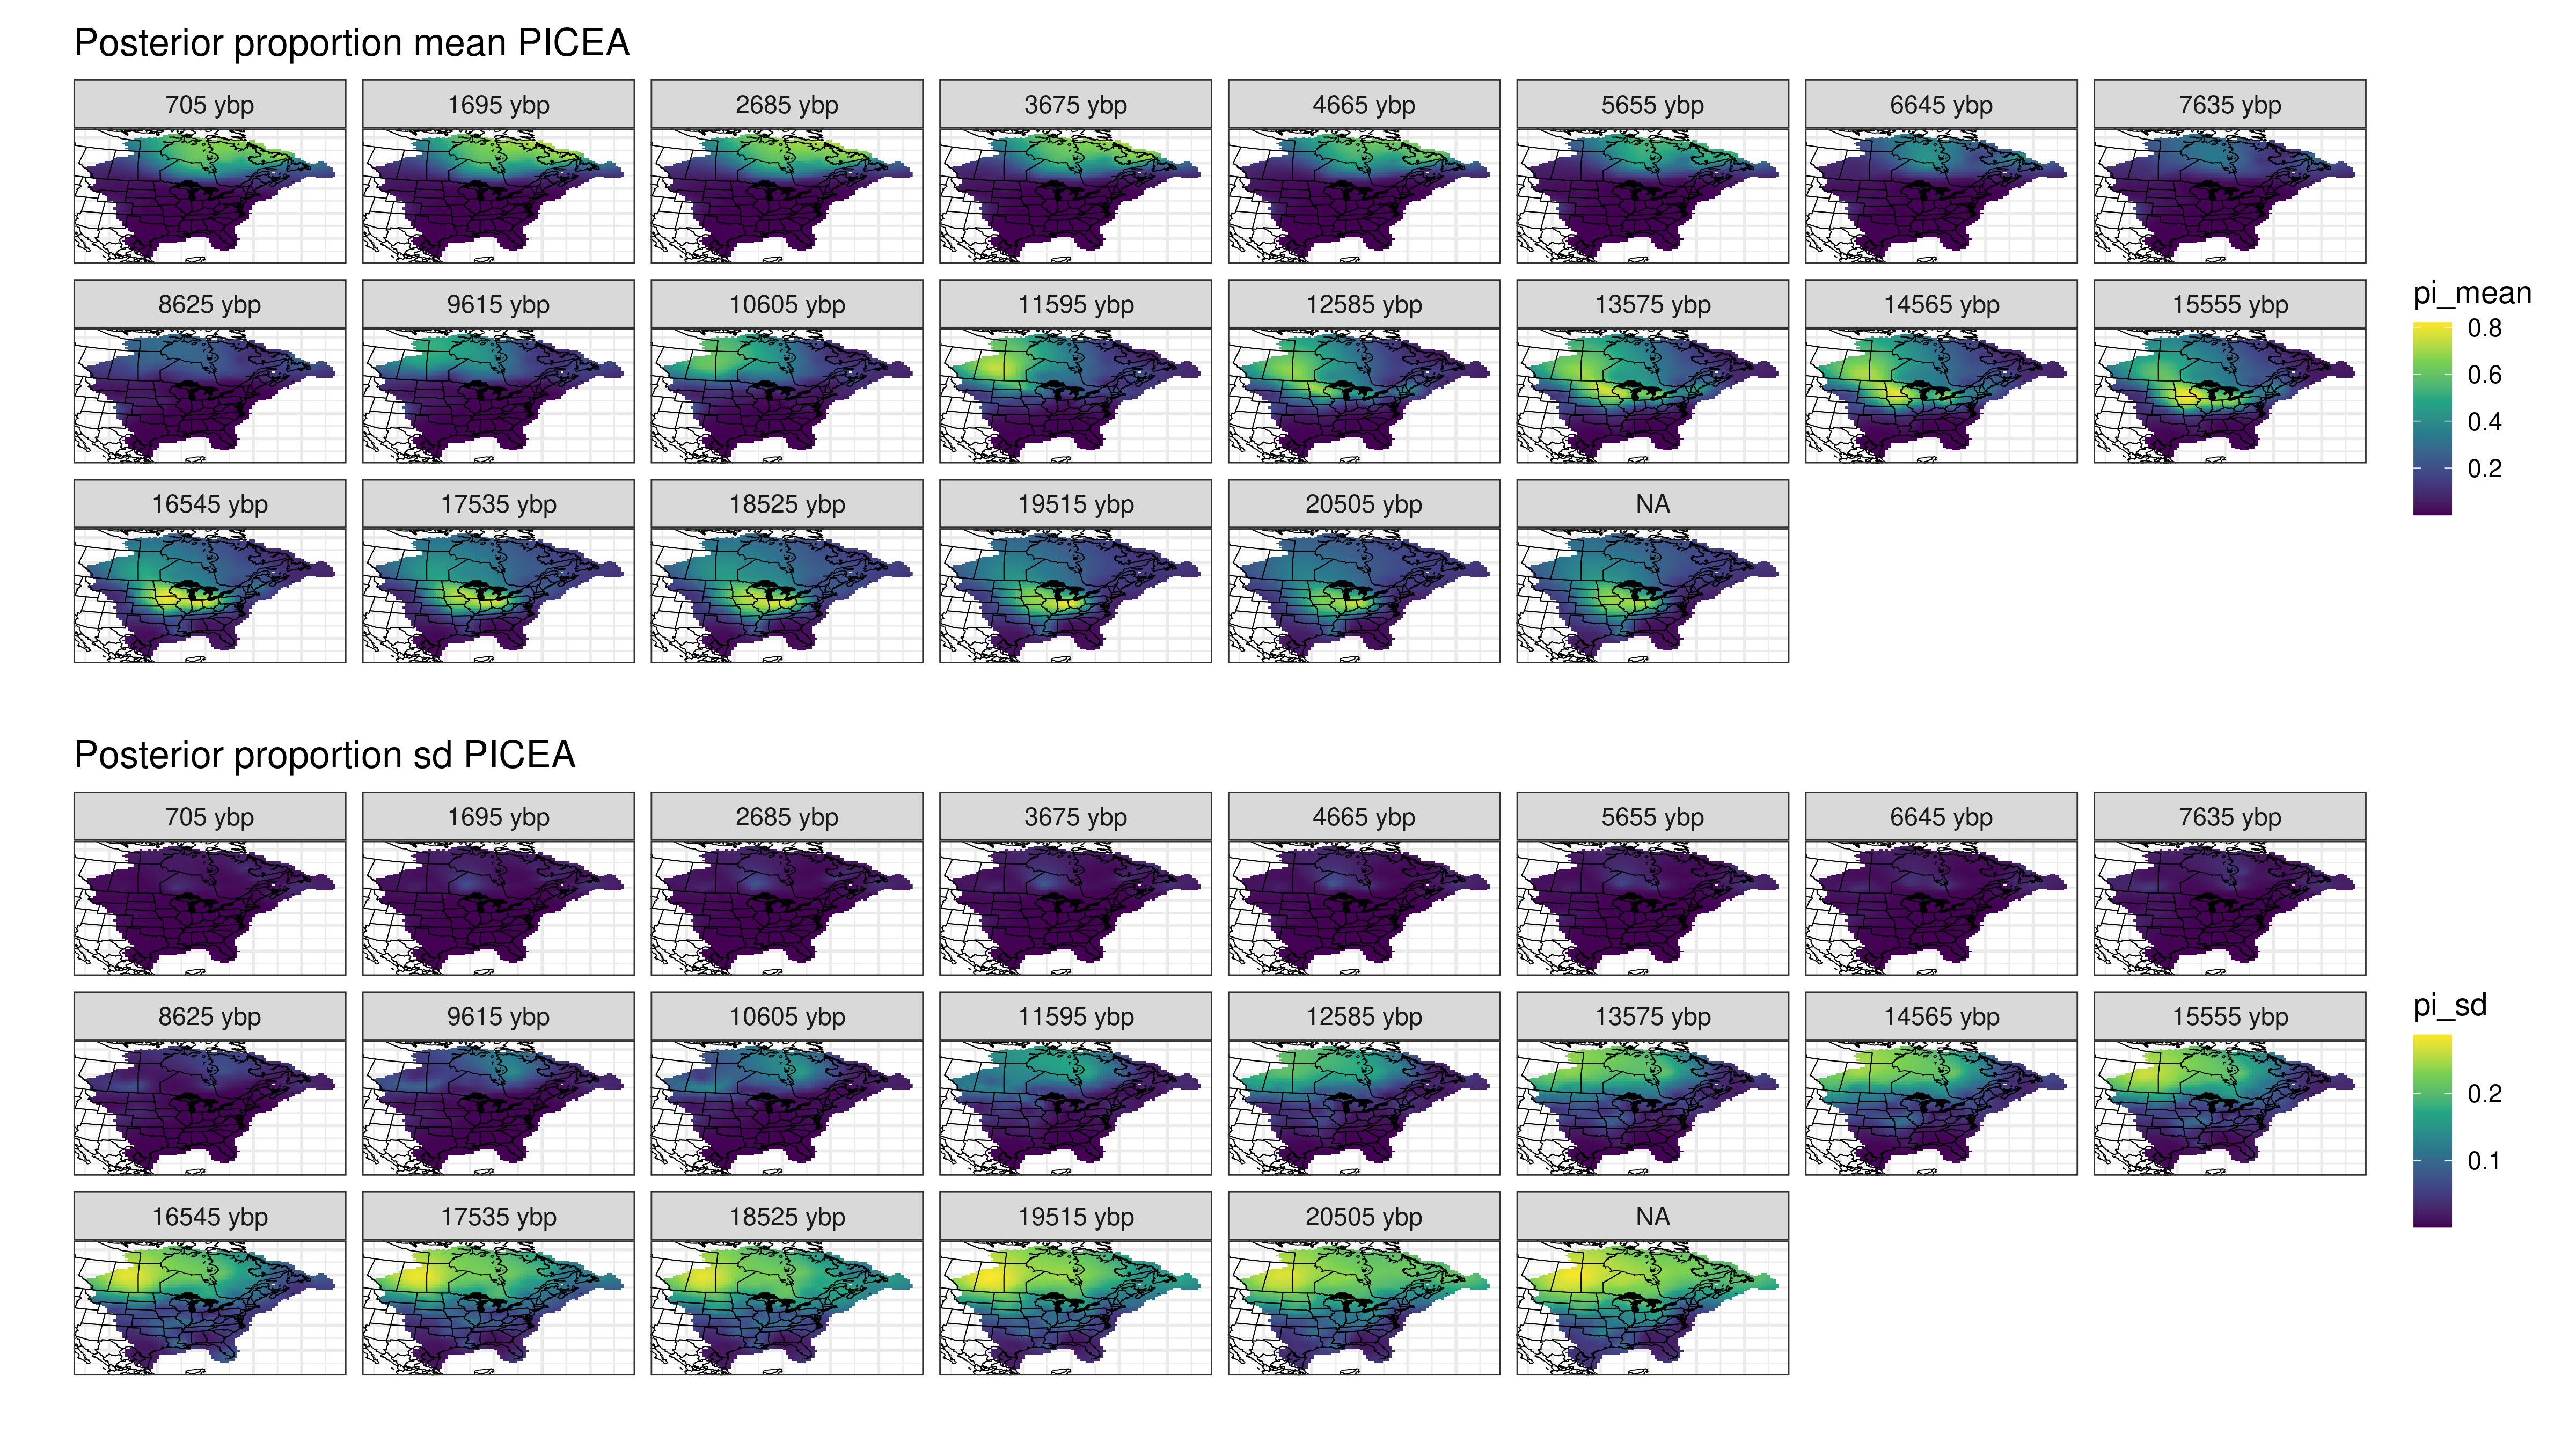 Posterior proportion mean PICEA
705 ybp 1695 ybp 2685 ybp 3675 ybp 4665 ybp 5655 ybp 6645 ybp 7635 ybp
8625 ybp 9615 ybp 10605 ybp 11595 ybp 12585 ybp 13575 ybp 14565 ybp 15555 ybp
16545 ybp 17535 ybp 18525 ybp 19515 ybp 20505 ybp NA
pi_mean
0.8
0.6
0.4
0.2
Posterior proportion sd PICEA
705 ybp 1695 ybp 2685 ybp 3675 ybp 4665 ybp 5655 ybp 6645 ybp 7635 ybp
8625 ybp 9615 ybp 10605 ybp 11595 ybp 12585 ybp 13575 ybp 14565 ybp 15555 ybp
16545 ybp 17535 ybp 18525 ybp 19515 ybp 20505 ybp NA
pi_sd
0.2
0.1